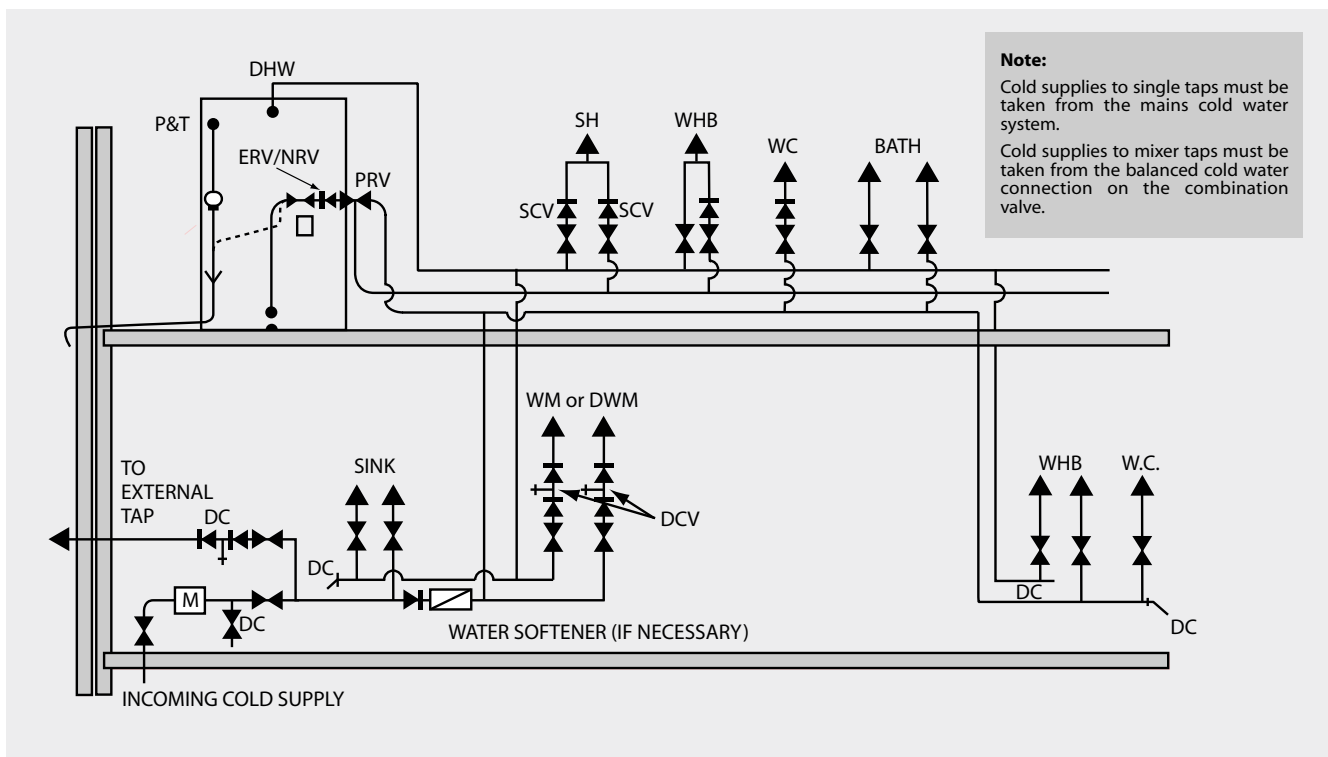 DHW
P&T
ERV/NRV
PRV
SH
WHB
WC
BATH
SCV
SCV
Note:
Cold supplies to single taps must be
taken from the mains cold water
system.
Cold supplies to mixer taps must be
taken from the balanced cold water
connection on the combination
valve.
WM or DWM
TO
EXTERNAL
TAP
DC
SINK
DCV
WHB
W.C.
DC
M
DC
DC
DC
WATER SOFTENER (IF NECESSARY)
INCOMING COLD SUPPLY